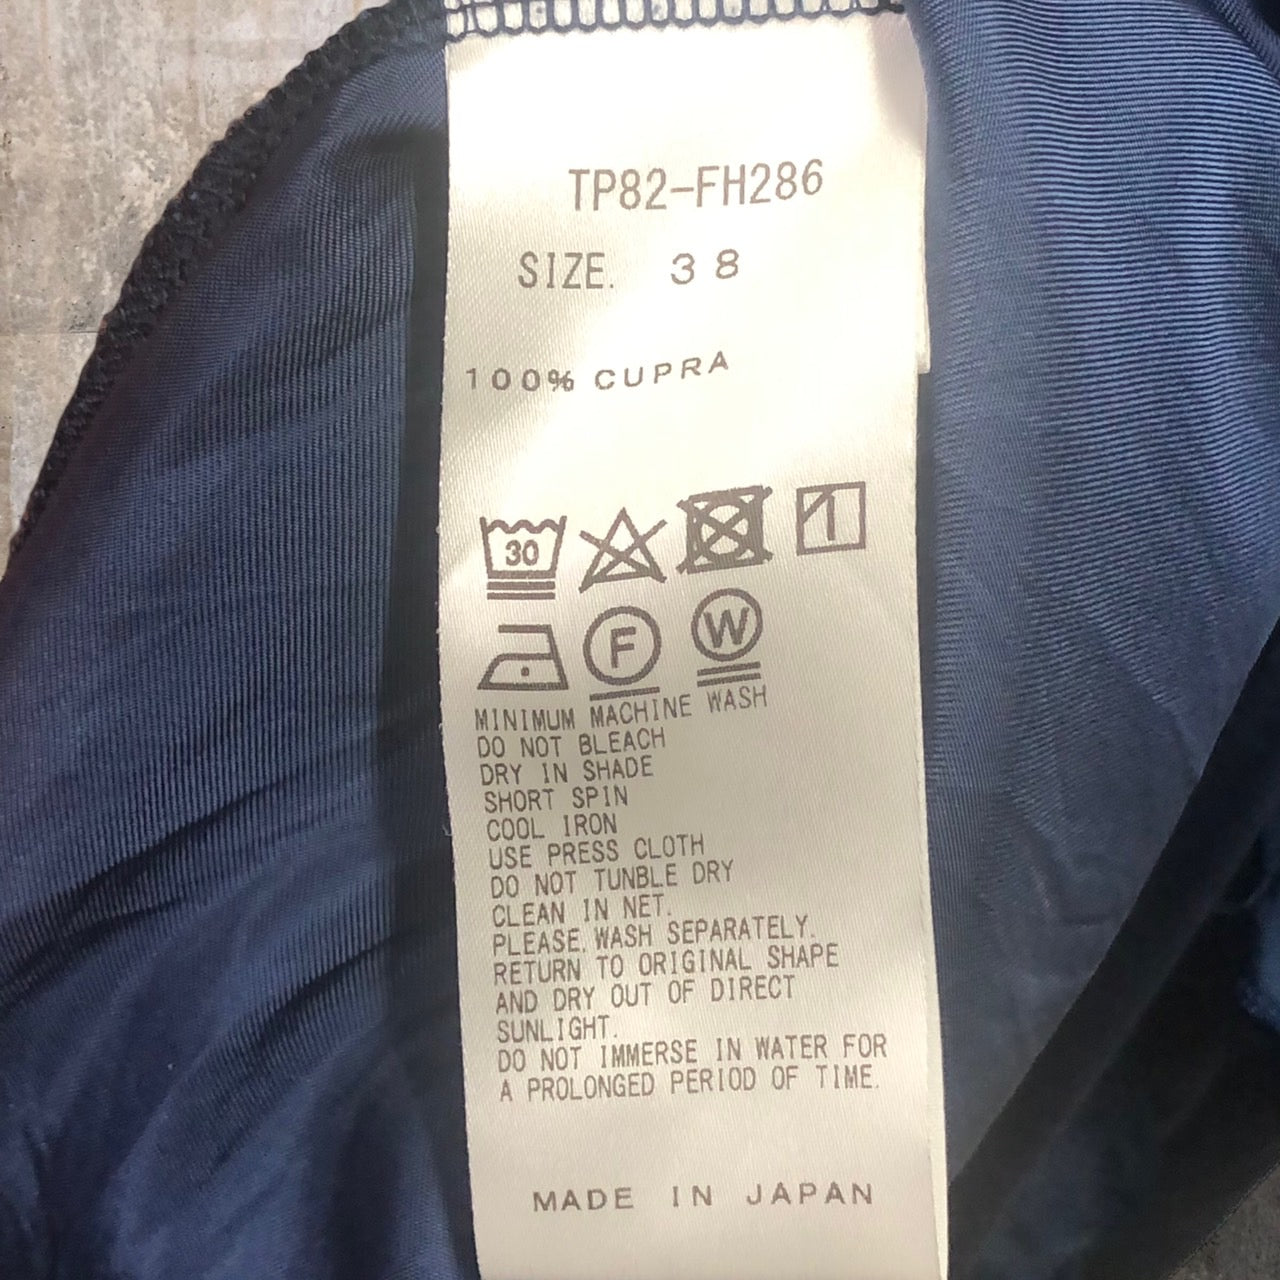 TP82-FH286
SIZE. 38
100% CUPRA
30
F W
MINIMUM MACHINE WASH
DO NOT BLEACH
DRY IN SHADE
SHORT SPIN
COOL IRON
USE PRESS CLOTH
DO NOT TUNBLE DRY
CLEAN IN NET.
PLEASE. WASH SEPARATELY.
RETURN TO ORIGINAL SHAPE
AND DRY OUT OF DIRECT
SUNLIGHT.
DO NOT IMMERSE IN WATER FOR
A PROLONGED PERIOD OF TIME.
MADE IN JAPAN